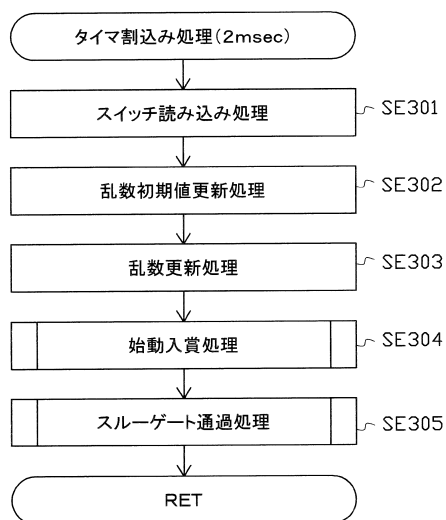 タイマ割込み処理(2msec)
スイッチ読み込み処理
SE301
乱数初期値更新処理
SE302
乱数更新処理
SE303
始動入賞処理
SE304
スルーゲート通過処理
SE305
RET